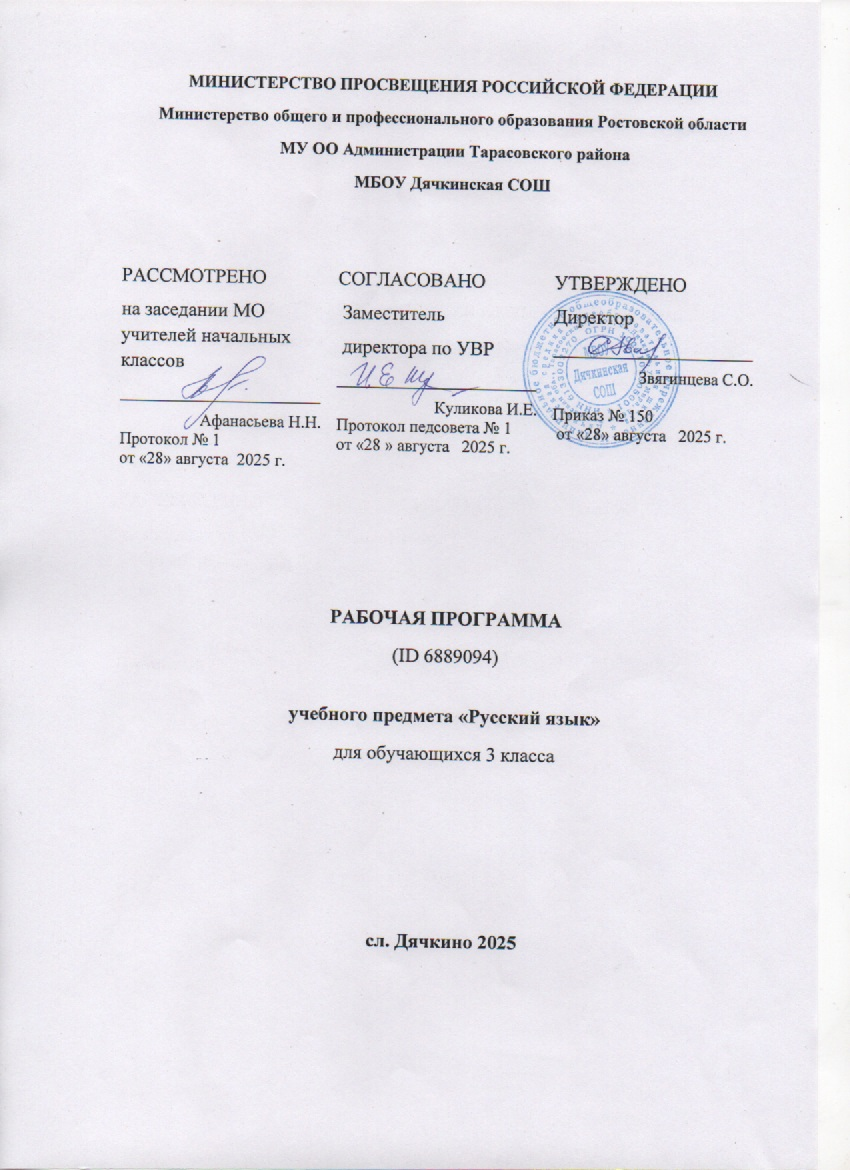 МИНИСТЕРСТВО ПРОСВЕЩЕНИЯ РОССИЙСКОЙ ФЕДЕРАЦИИ
Министерство общего и профессионального образования Ростовской области
МУ ОО Администрации Тарасовского района
МБОУ Дячкинская СОШ
РАССМОТРЕНО
на заседании МО
учителей начальных
классов
Афанасьева Н.Н.
Протокол № 1
от «28» августа 2025 г.
СОГЛАСОВАНО
Заместитель
директора по УВР
Куликова И.Е.
Протокол педсовета № 1
от «28 » августа 2025 г.
УТВЕРЖДЕНО
Директор
Звягинцева С.О.
Приказ № 150
от «28» августа 2025 г.
Дячкинская
СОШ
РАБОЧАЯ ПРОГРАММА
(ID 6889094)
учебного предмета «Русский язык»
для обучающихся 3 класса
сл. Дячкино 2025